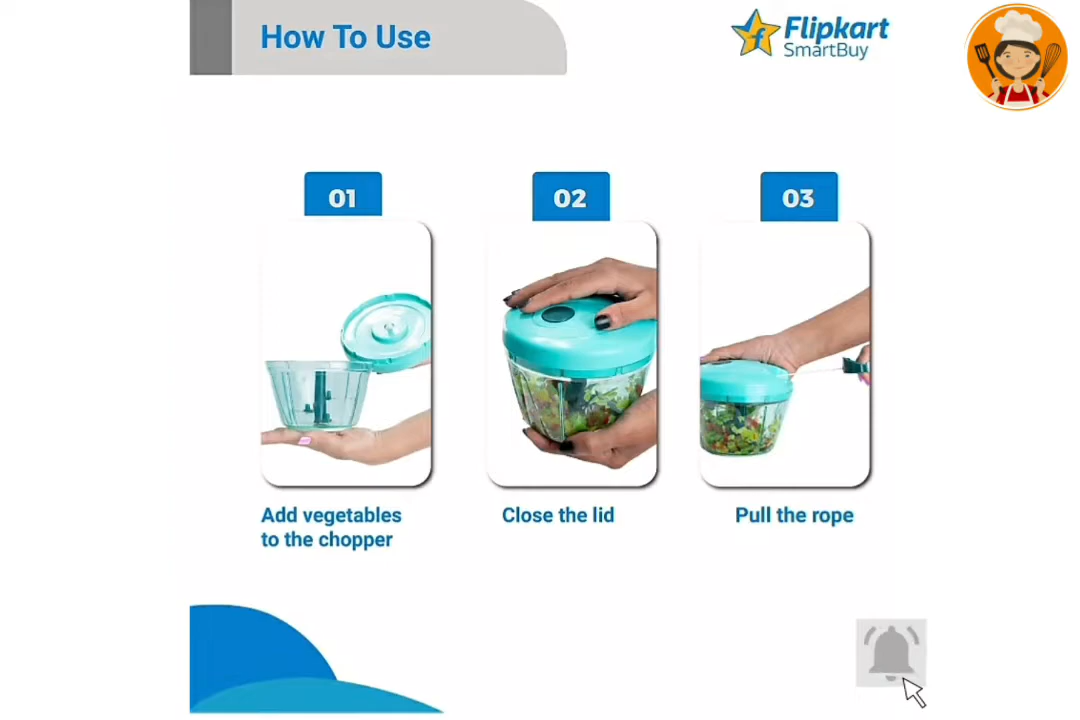 How To Use
Flipkart
SmartBuy
01
02
03
Add vegetables
to the chopper
Close the lid
Pull the rope